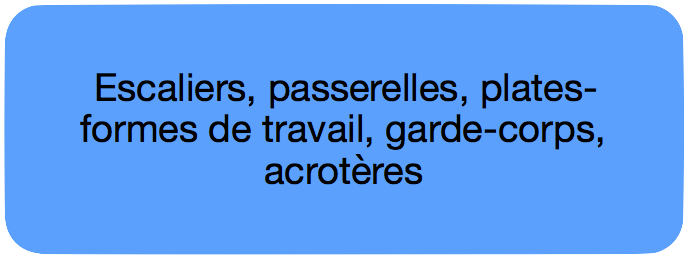 Escaliers, passerelles, plates-
formes de travail, garde-corps,
acrotères